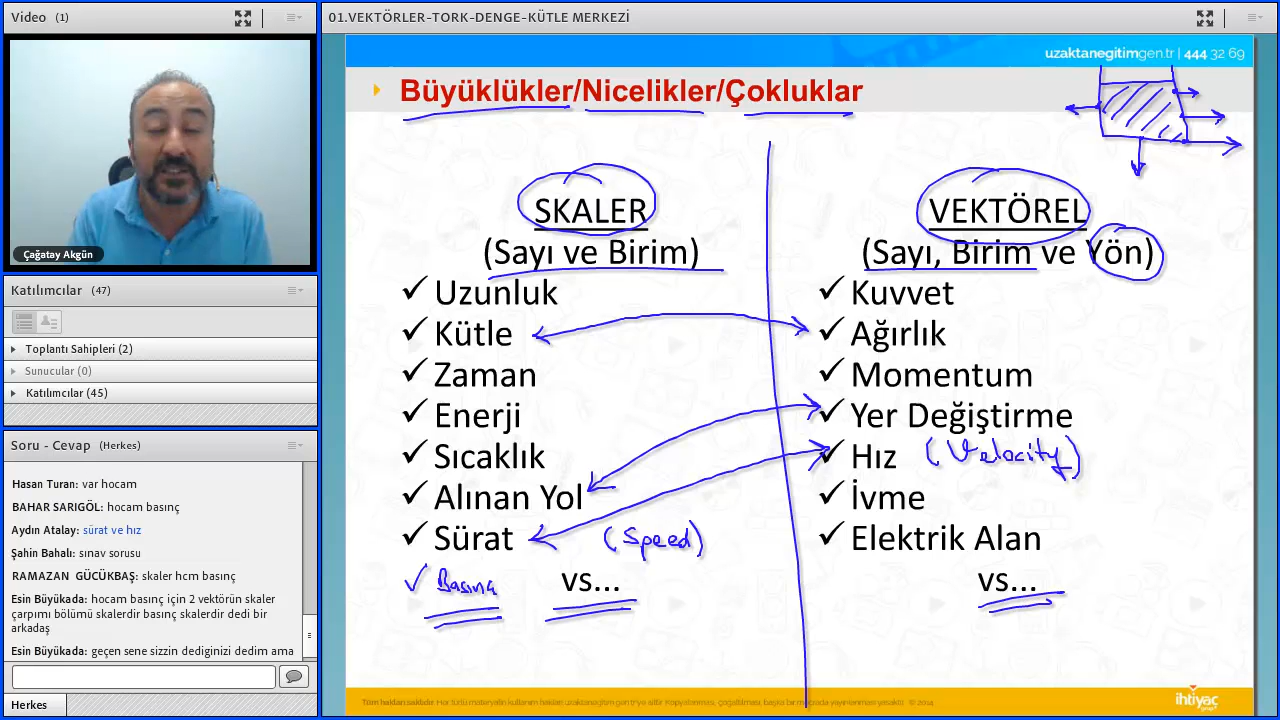 Video (1)
Çağatay Akgün
Katılımcılar (47)
Toplantı Sahipleri (2)
Sunucular (0)
Katılımcılar (45)
Soru - Cevap (Herkes)
Hasan Turan: var hocam
BAHAR SARIGÖL: hocam basınç
Aydın Atalay: sürat ve hız
Şahin Bahalı: sınav sorusu
RAMAZAN GÜCÜKBAŞ: skaler hcm basınç
Esin Büyükada: hocam basınç için 2 vektörün skaler
çarpımı bölümü skalerdir basınç skalerdir dedi bir
arkadaş
Esin Büyükada: geçen sene sizzin dediginizi dedim ama
Herkes
01.VEKTÖRLER-TORK-DENGE-KÜTLE MERKEZİ
uzaktanegitimgen.tr | 444 32 69
Büyüklükler/Nicelikler/Çokluklar
SKALER
(Sayı ve Birim)
Uzunluk
Kütle
Zaman
Enerji
Sıcaklık
Alınan Yol
Sürat (Speed)
Basınç vs...
VEKTÖREL
(Sayı, Birim ve Yön)
Kuvvet
Ağırlık
Momentum
Yer Değiştirme
Hız (Velocity)
İvme
Elektrik Alan
vs...
Tüm hakları saklıdır.
© 2014
ihtiyaç